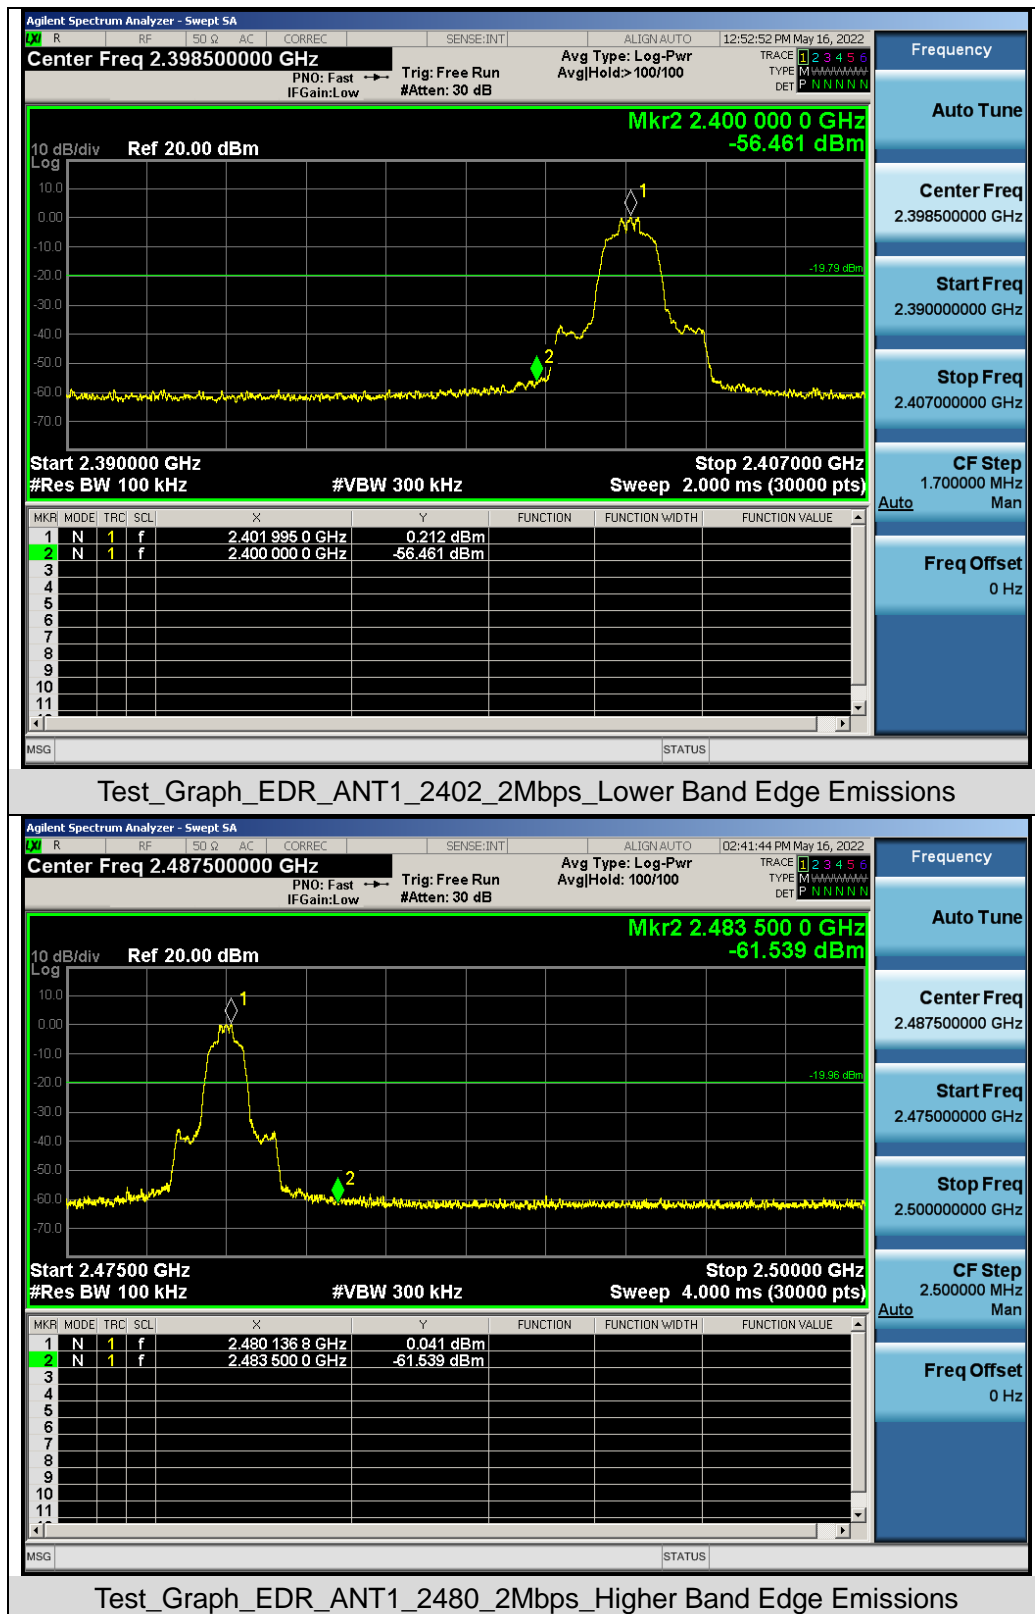 Agilent Spectrum Analyzer - Swept SA
LXI R RF 50 Ω AC CORREC SENSE:INT ALIGN AUTO 12:52:52 PM May 16, 2022
Center Freq 2.398500000 GHz
PNO: Fast
IFGain:Low
Trig: Free Run
#Atten: 30 dB
Avg Type: Log-Pwr
Avg|Hold:>100/100
TRACE 1 2 3 4 5 6
TYPE M
DET P N N N N N
Frequency
Auto Tune
Center Freq
2.398500000 GHz
Start Freq
2.390000000 GHz
Stop Freq
2.407000000 GHz
CF Step
1.700000 MHz
Auto Man
Freq Offset
0 Hz
Mkr2 2.400 000 0 GHz
-56.461 dBm
10 dB/div Ref 20.00 dBm
Log
10.0
0.00
-10.0
-20.0
-30.0
-40.0
-50.0
-60.0
-70.0
1
-19.79 dBm
2
Start 2.390000 GHz Stop 2.407000 GHz
#Res BW 100 kHz #VBW 300 kHz Sweep 2.000 ms (30000 pts)
MKR MODE TRC SCL X Y FUNCTION FUNCTION WIDTH FUNCTION VALUE
1 N 1 f 2.401 995 0 GHz 0.212 dBm
2 N 1 f 2.400 000 0 GHz -56.461 dBm
3
4
5
6
7
8
9
10
11
MSG STATUS
Test_Graph_EDR_ANT1_2402_2Mbps_Lower Band Edge Emissions
Agilent Spectrum Analyzer - Swept SA
LXI R RF 50 Ω AC CORREC SENSE:INT ALIGN AUTO 02:41:44 PM May 16, 2022
Center Freq 2.487500000 GHz
PNO: Fast
IFGain:Low
Trig: Free Run
#Atten: 30 dB
Avg Type: Log-Pwr
Avg|Hold: 100/100
TRACE 1 2 3 4 5 6
TYPE M
DET P N N N N N
Frequency
Auto Tune
Center Freq
2.487500000 GHz
Start Freq
2.475000000 GHz
Stop Freq
2.500000000 GHz
CF Step
2.500000 MHz
Auto Man
Freq Offset
0 Hz
Mkr2 2.483 500 0 GHz
-61.539 dBm
10 dB/div Ref 20.00 dBm
Log
10.0
0.00
-10.0
-20.0
-30.0
-40.0
-50.0
-60.0
-70.0
1
-19.96 dBm
2
Start 2.47500 GHz Stop 2.50000 GHz
#Res BW 100 kHz #VBW 300 kHz Sweep 4.000 ms (30000 pts)
MKR MODE TRC SCL X Y FUNCTION FUNCTION WIDTH FUNCTION VALUE
1 N 1 f 2.480 136 8 GHz 0.041 dBm
2 N 1 f 2.483 500 0 GHz -61.539 dBm
3
4
5
6
7
8
9
10
11
MSG STATUS
Test_Graph_EDR_ANT1_2480_2Mbps_Higher Band Edge Emissions